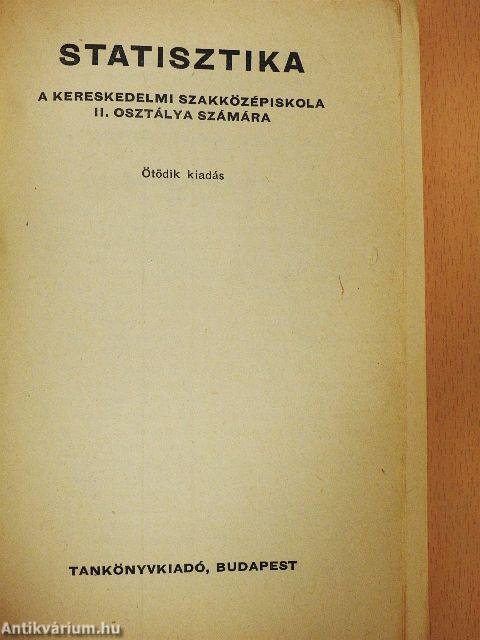 STATISZTIKA
A KERESKEDELMI SZAKKÖZÉPISKOLA
II. OSZTÁLYA SZÁMÁRA
Ötödik kiadás
TANKÖNYVKIADÓ, BUDAPEST
Antikvárium.hu